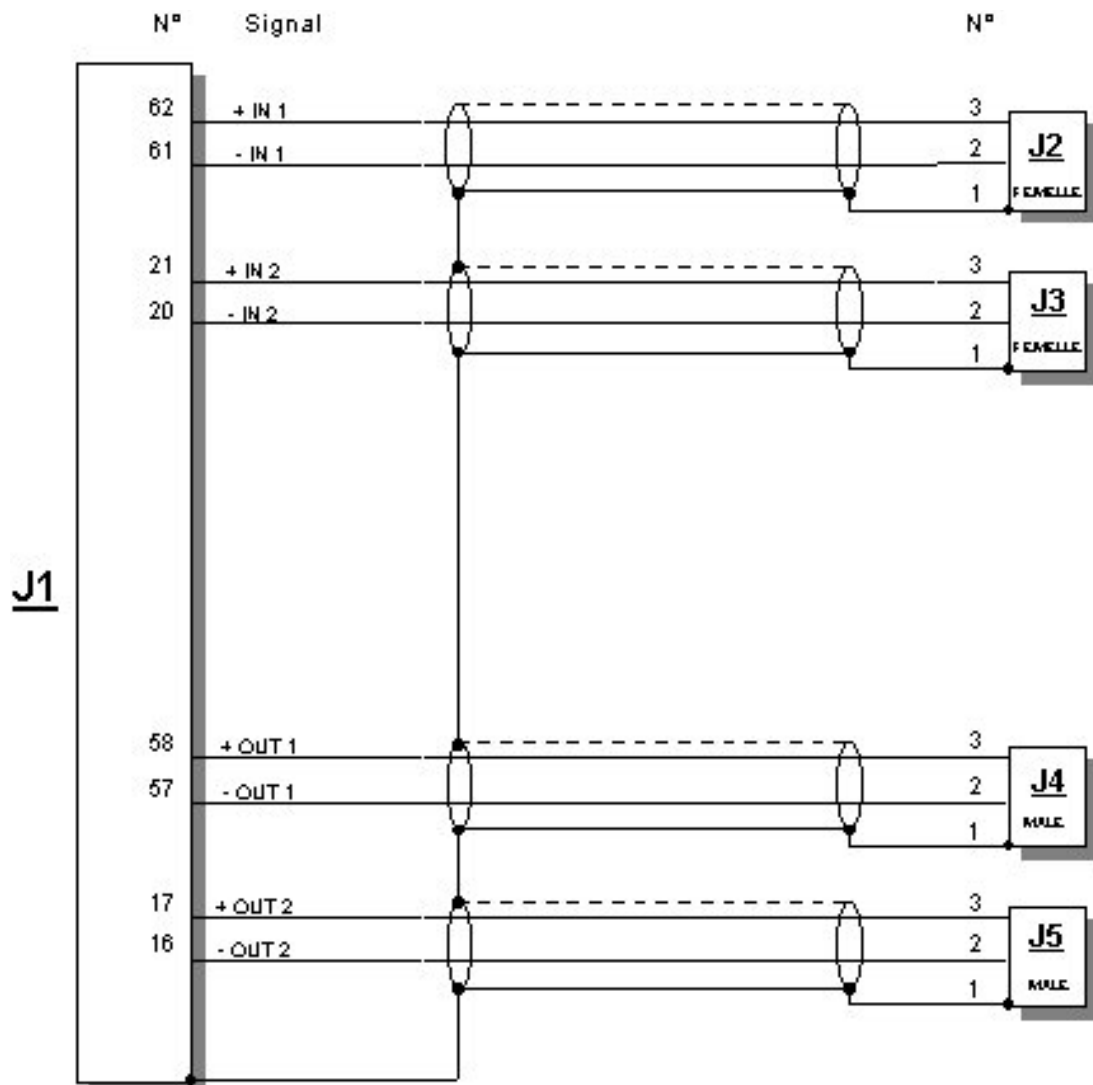 N° Signal N°
62 + IN 1 3
61 - IN 1 2 J2
1 FEMELLE
21 + IN 2 3
20 - IN 2 2 J3
1 FEMELLE
J1
58 + OUT 1 3
57 - OUT 1 2 J4
1 MALE
17 + OUT 2 3
16 - OUT 2 2 J5
1 MALE